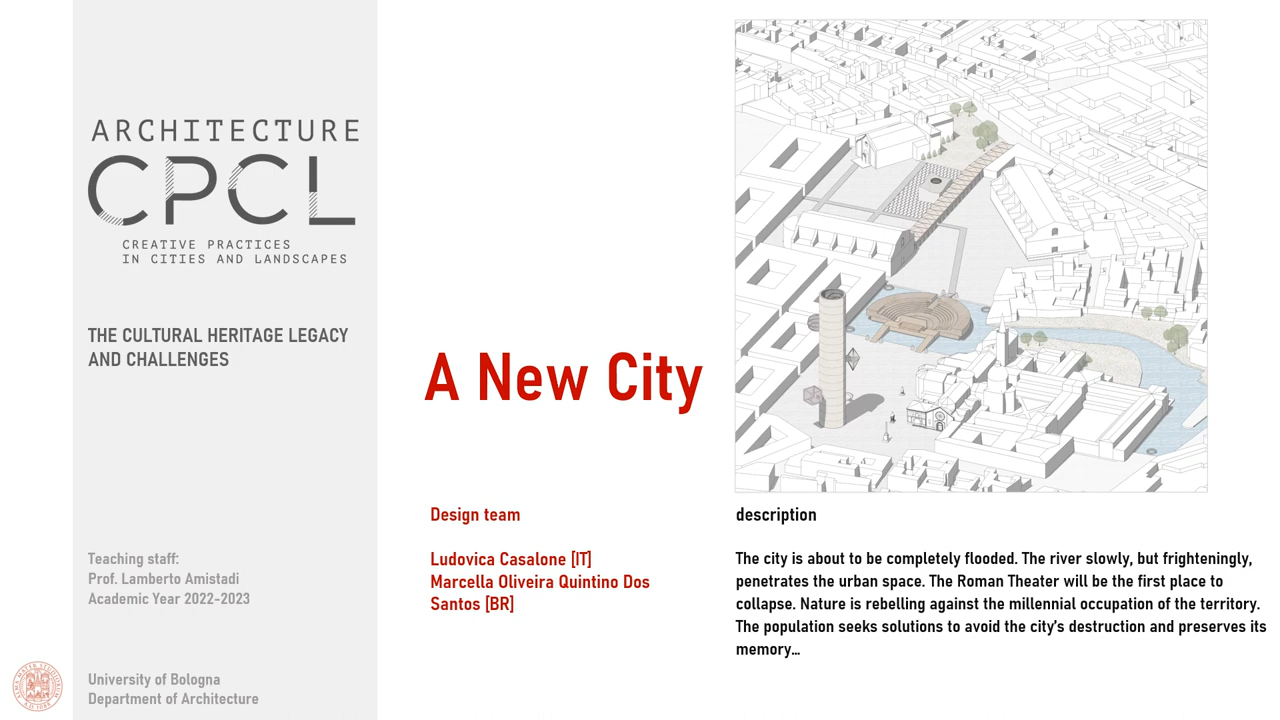 ARCHITECTURE
CPCL
CREATIVE PRACTICES
IN CITIES AND LANDSCAPES
THE CULTURAL HERITAGE LEGACY
AND CHALLENGES
Teaching staff:
Prof. Lamberto Amistadi
Academic Year 2022-2023
University of Bologna
Department of Architecture
A New City
Design team
Ludovica Casalone [IT]
Marcella Oliveira Quintino Dos
Santos [BR]
description
The city is about to be completely flooded. The river slowly, but frighteningly,
penetrates the urban space. The Roman Theater will be the first place to
collapse. Nature is rebelling against the millennial occupation of the territory.
The population seeks solutions to avoid the city's destruction and preserves its
memory...